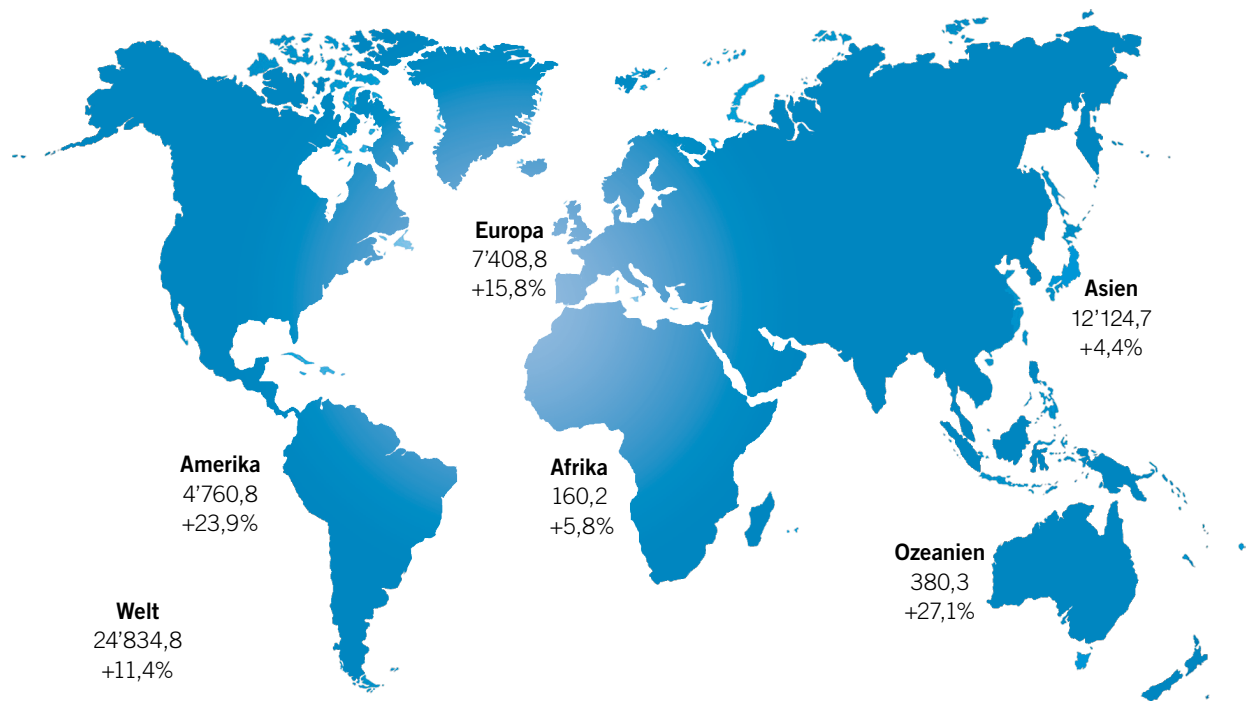 Europa
7’408,8
+15,8%
Asien
12’124,7
+4,4%
Amerika
4’760,8
+23,9%
Afrika
160,2
+5,8%
Ozeanien
380,3
+27,1%
Welt
24’834,8
+11,4%